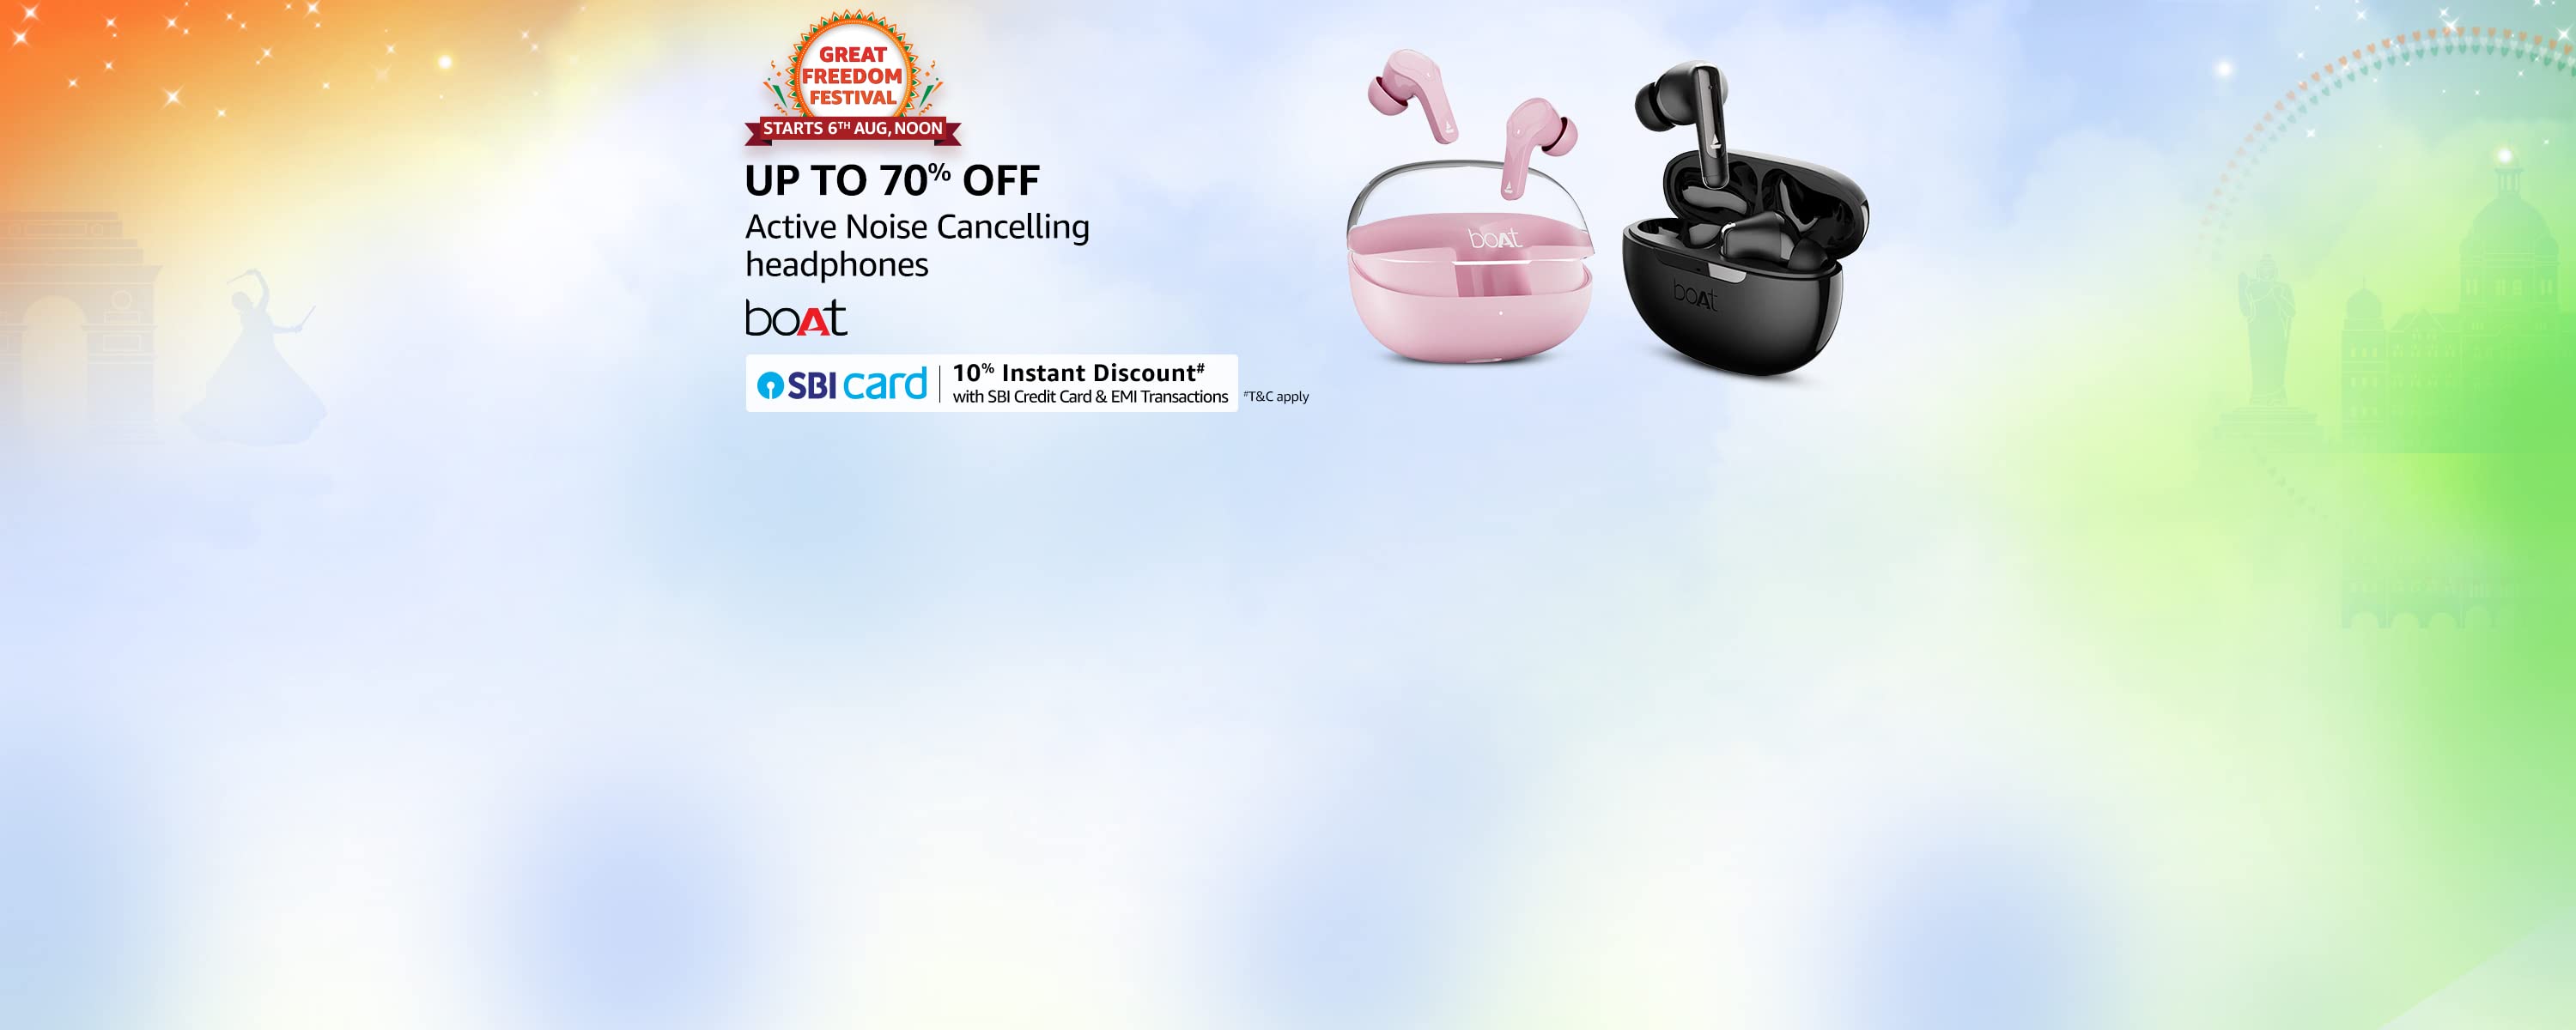 GREAT
FREEDOM
FESTIVAL
STARTS 6TH AUG, NOON
UP TO 70% OFF
Active Noise Cancelling
headphones
boAt
SBI card
10% Instant Discount#
with SBI Credit Card & EMI Transactions
#T&C apply
boAt
boAt